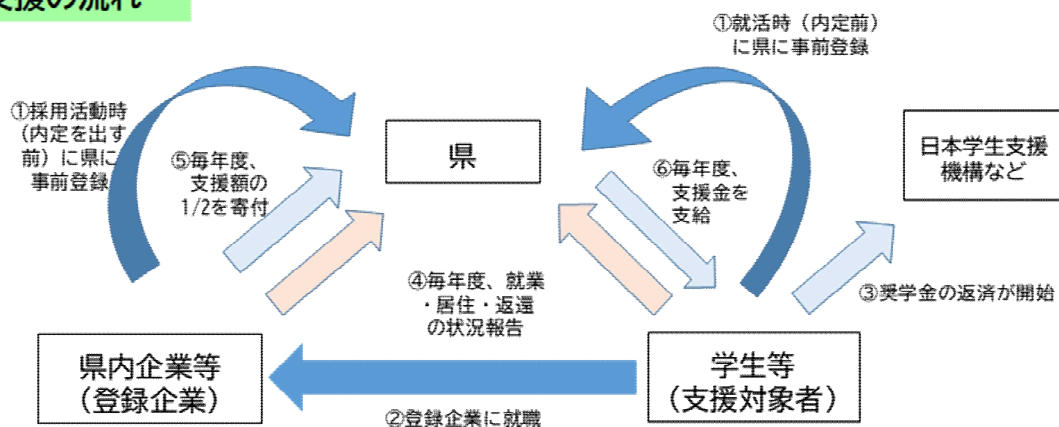 支援の流れ
①就活時（内定前）
に県に事前登録
①採用活動時
（内定を出す
前）に県に
事前登録
⑤毎年度、
支援額の
1/2を寄付
県
⑥毎年度、
支援金を
支給
日本学生支援
機構など
④毎年度、就業
・居住・返還
の状況報告
③奨学金の返済が開始
県内企業等
（登録企業）
学生等
（支援対象者）
②登録企業に就職